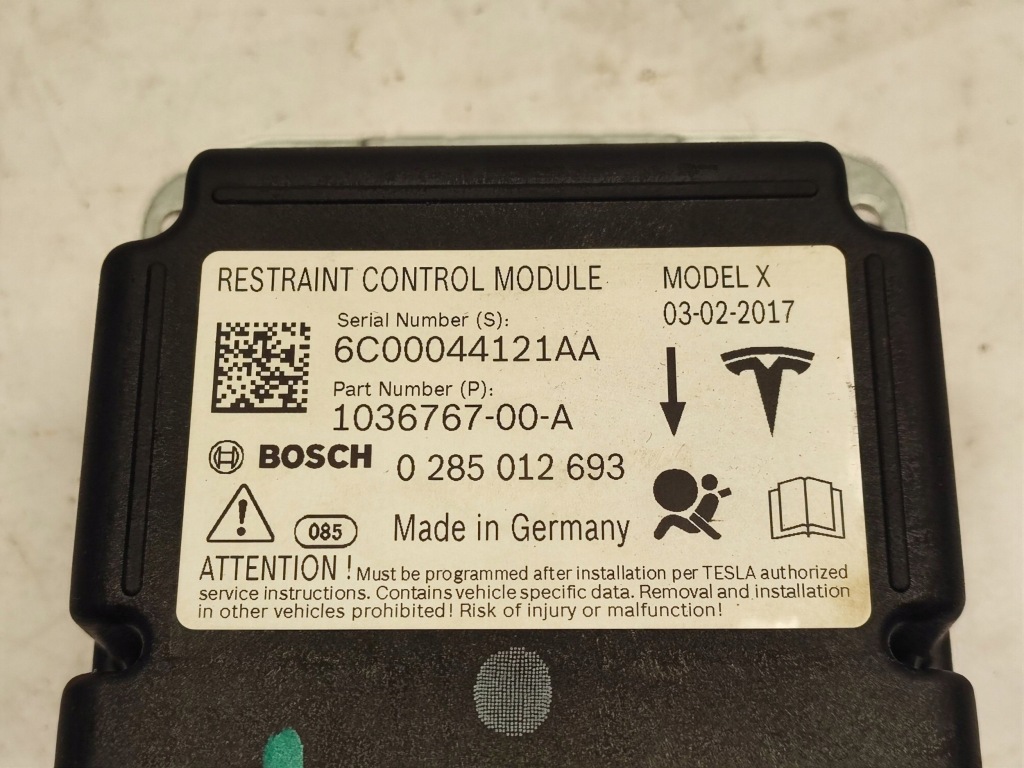 RESTRAINT CONTROL MODULE
MODEL X
03-02-2017
Serial Number (S):
6C00044121AA
Part Number (P):
1036767-00-A
BOSCH 0 285 012 693
085 Made in Germany
ATTENTION ! Must be programmed after installation per TESLA authorized
service instructions. Contains vehicle specific data. Removal and installation
in other vehicles prohibited! Risk of injury or malfunction!